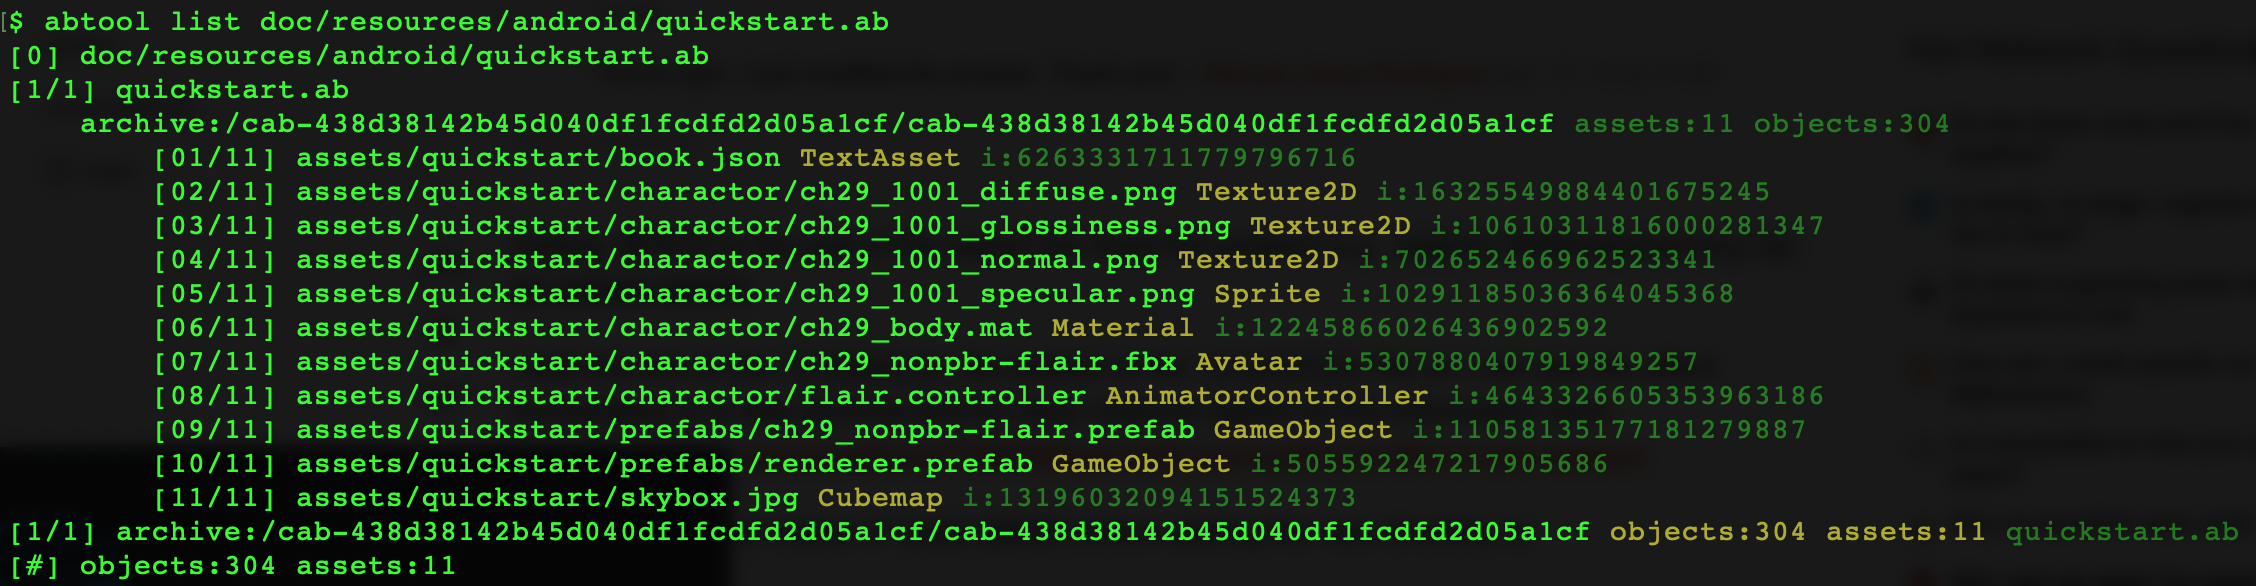 $ abtool list doc/resources/android/quickstart.ab
[0] doc/resources/android/quickstart.ab
[1/1] quickstart.ab
archive:/cab-438d38142b45d040df1fcdfd2d05a1cf/cab-438d38142b45d040df1fcdfd2d05a1cf assets:11 objects:304
[01/11] assets/quickstart/book.json TextAsset i:6263331711779796716
[02/11] assets/quickstart/charactor/ch29_1001_diffuse.png Texture2D i:16325549884401675245
[03/11] assets/quickstart/charactor/ch29_1001_glossiness.png Texture2D i:10610311816000281347
[04/11] assets/quickstart/charactor/ch29_1001_normal.png Texture2D i:702652466962523341
[05/11] assets/quickstart/charactor/ch29_1001_specular.png Sprite i:10291185036364045368
[06/11] assets/quickstart/charactor/ch29_body.mat Material i:12245866026436902592
[07/11] assets/quickstart/charactor/ch29_nonpbr-flair.fbx Avatar i:5307880407919849257
[08/11] assets/quickstart/charactor/flair.controller AnimatorController i:4643326605353963186
[09/11] assets/quickstart/prefabs/ch29_nonpbr-flair.prefab GameObject i:11058135177181279887
[10/11] assets/quickstart/prefabs/renderer.prefab GameObject i:505592247217905686
[11/11] assets/quickstart/skybox.jpg Cubemap i:13196032094151524373
[1/1] archive:/cab-438d38142b45d040df1fcdfd2d05a1cf/cab-438d38142b45d040df1fcdfd2d05a1cf objects:304 assets:11 quickstart.ab
[#] objects:304 assets:11